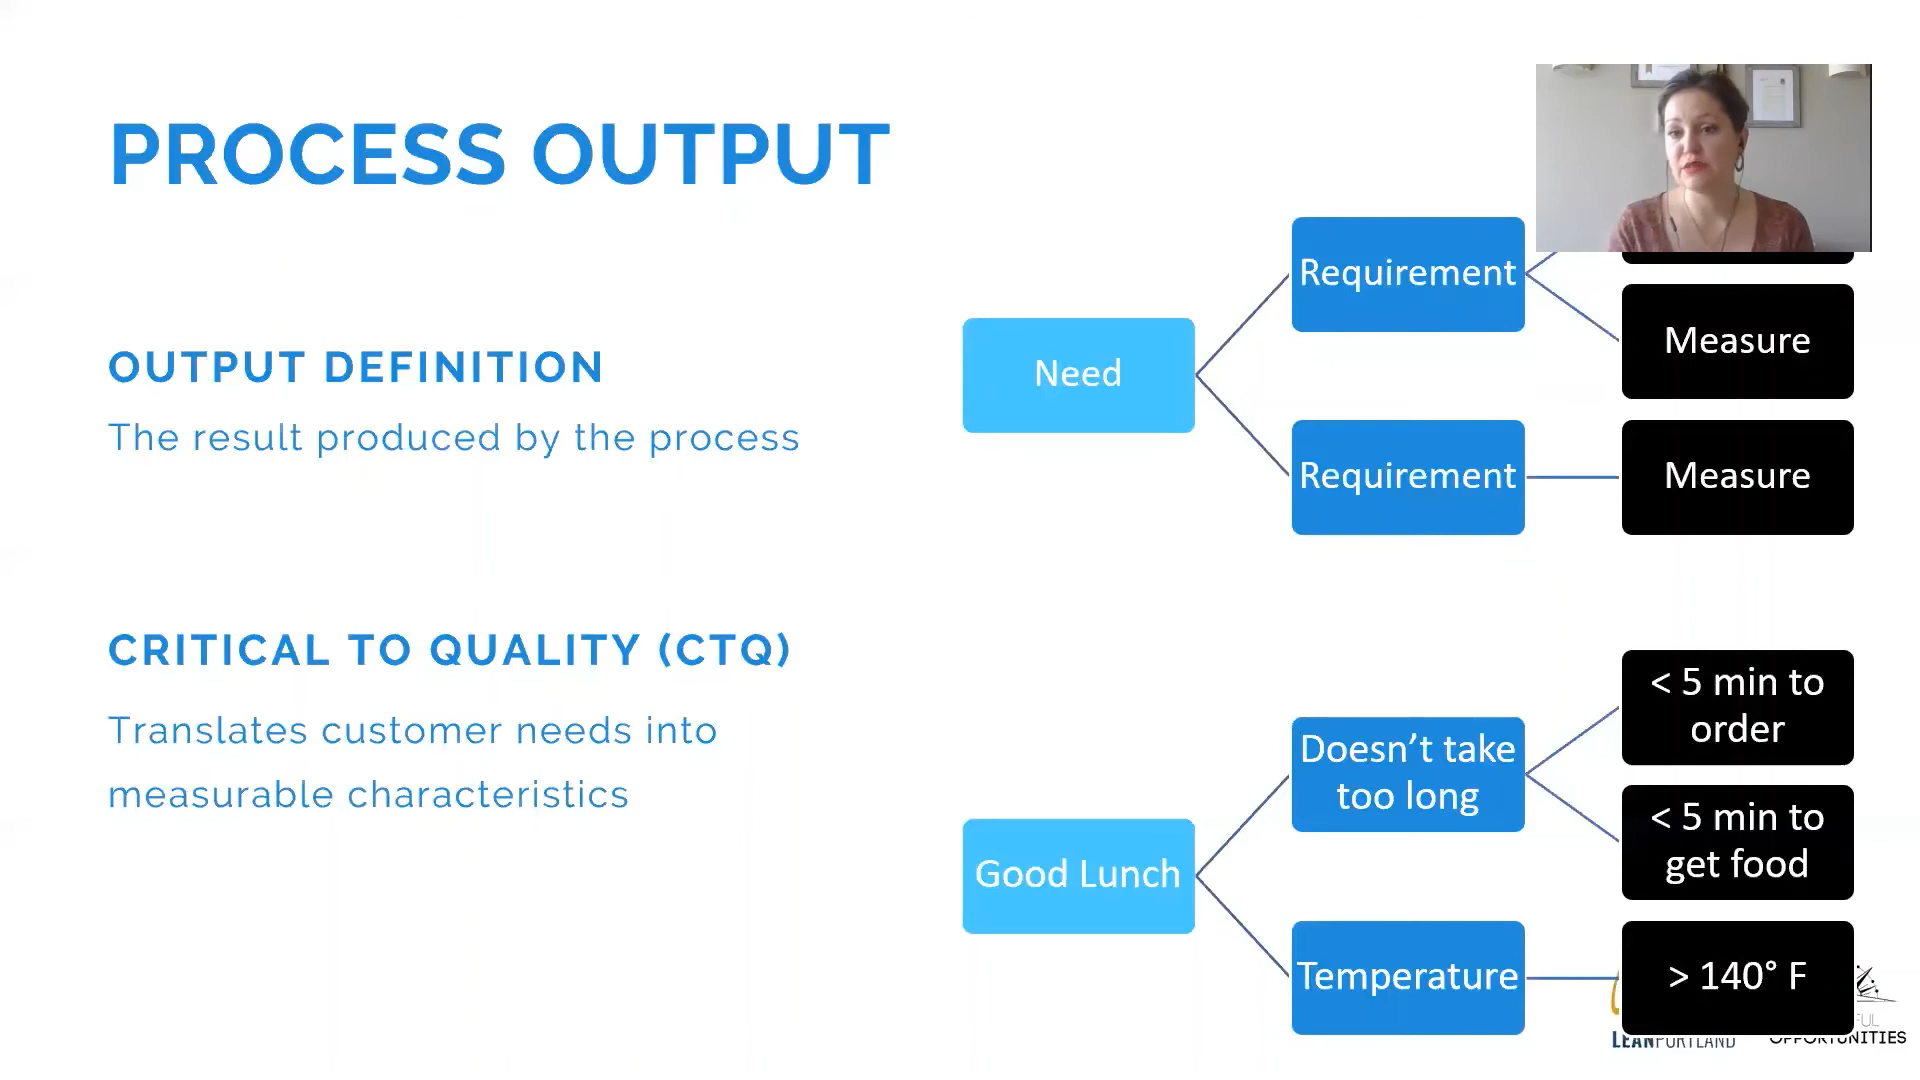 PROCESS OUTPUT
OUTPUT DEFINITION
The result produced by the process
CRITICAL TO QUALITY (CTQ)
Translates customer needs into
measurable characteristics
Need
Requirement
Measure
Requirement
Measure
Good Lunch
Doesn’t take
too long
< 5 min to
order
< 5 min to
get food
Temperature
> 140° F
LEANPORTLAND
OPPORTUNITIES